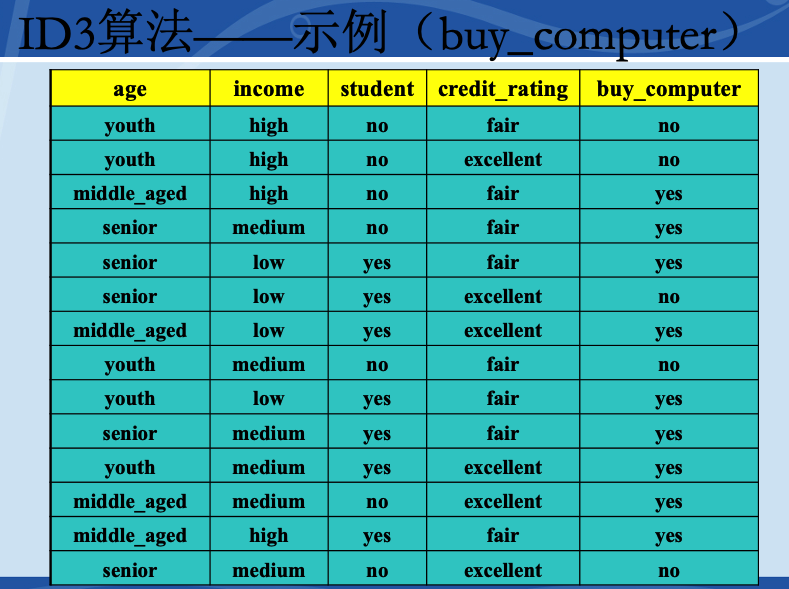 ID3算法——示例（buy_computer）
age income student credit_rating buy_computer
youth high no fair no
youth high no excellent no
middle_aged high no fair yes
senior medium no fair yes
senior low yes fair yes
senior low yes excellent no
middle_aged low yes excellent yes
youth medium no fair no
youth low yes fair yes
senior medium yes fair yes
youth medium yes excellent yes
middle_aged medium no excellent yes
middle_aged high yes fair yes
senior medium no excellent no